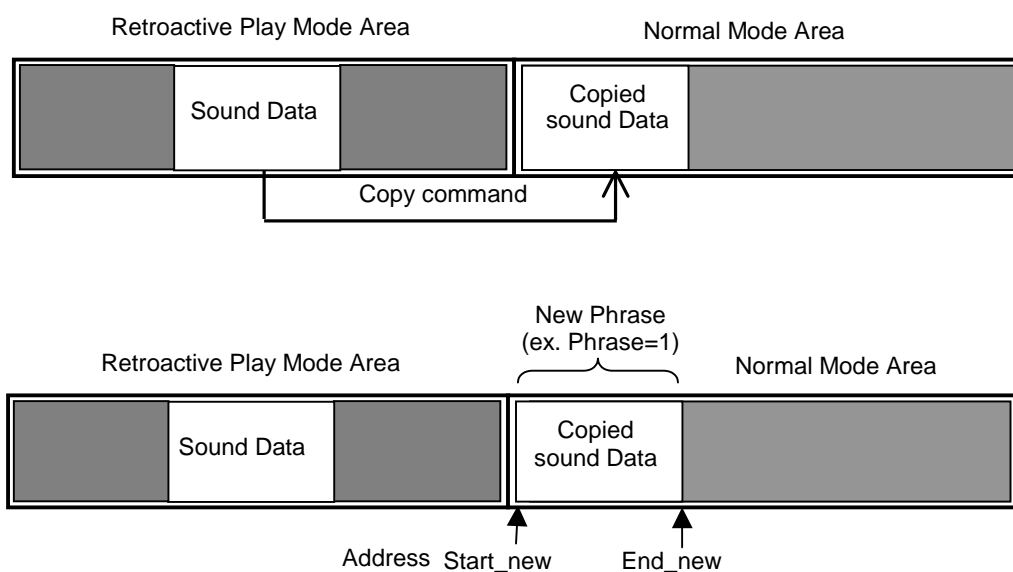 Retroactive Play Mode Area
Normal Mode Area
Sound Data
Copied
sound Data
Copy command
New Phrase
(ex. Phrase=1)
Retroactive Play Mode Area
Normal Mode Area
Sound Data
Copied
sound Data
Address Start_new
End_new